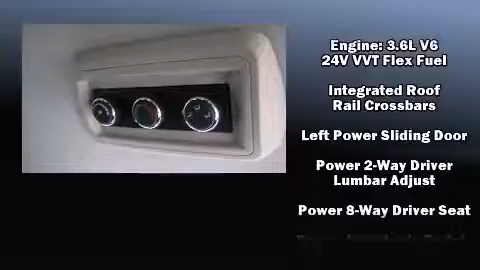 Engine: 3.6L V6
24V VVT Flex Fuel
Integrated Roof
Rail Crossbars
Left Power Sliding Door
Power 2-Way Driver
Lumbar Adjust
Power 8-Way Driver Seat